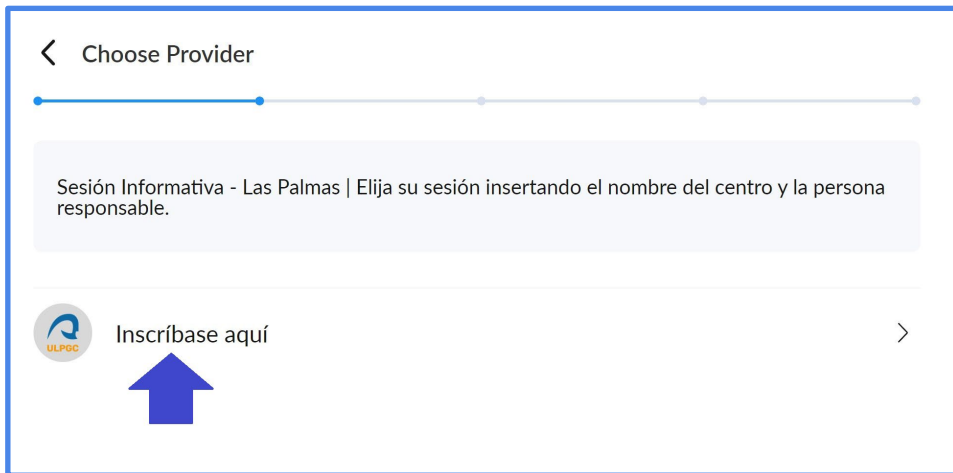 Choose Provider
Sesión Informativa - Las Palmas | Elija su sesión insertando el nombre del centro y la persona
responsable.
ULPGC
Inscríbase aquí